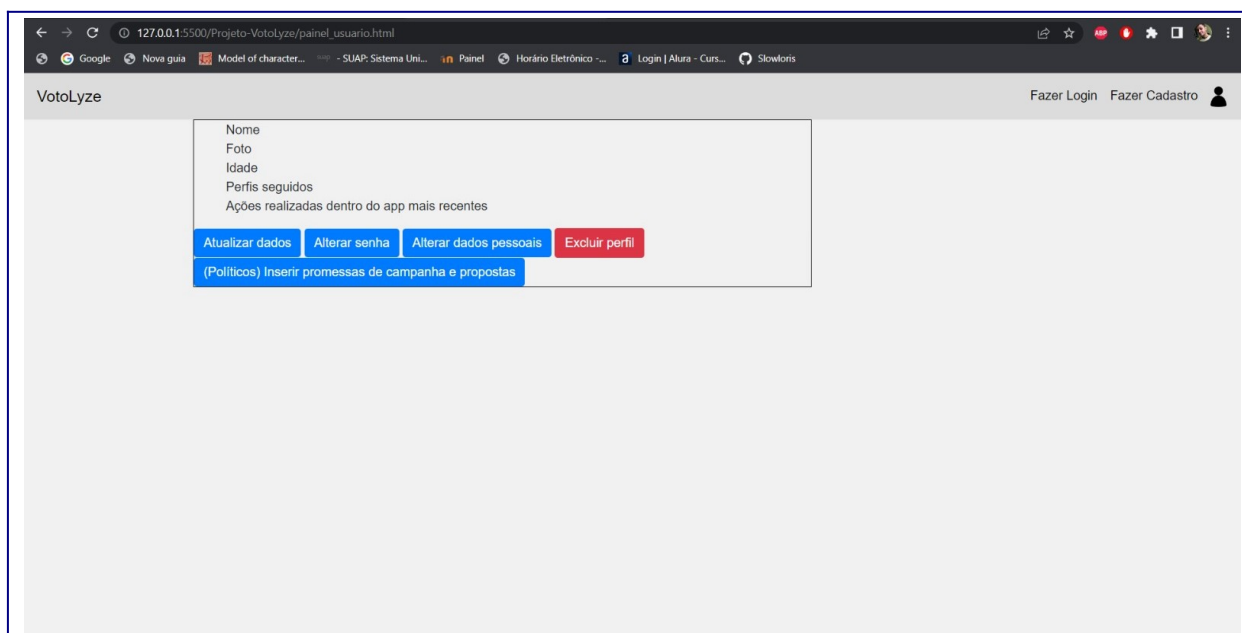 127.0.0.1:5500/Projeto-VotoLyze/painel_usuario.html
Google Nova guia Model of character... - SUAP: Sistema Uni... Painel Horário Eletrônico -... Login | Alura - Curs... Slowloris
VotoLyze Fazer Login Fazer Cadastro
Nome
Foto
Idade
Perfis seguidos
Ações realizadas dentro do app mais recentes
Atualizar dados Alterar senha Alterar dados pessoais Excluir perfil
(Políticos) Inserir promessas de campanha e propostas